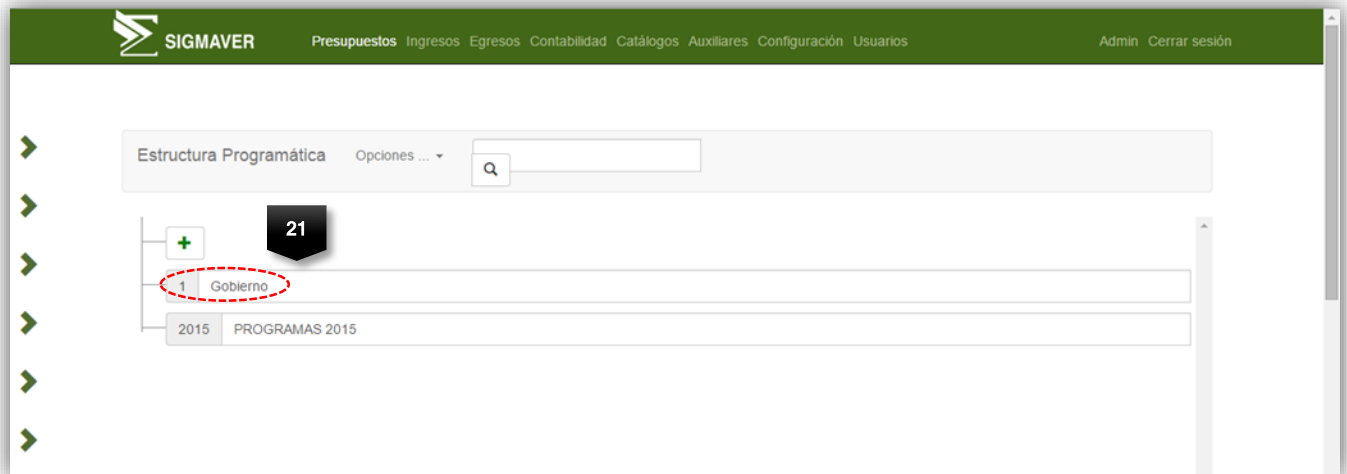 SIGMAVER Presupuestos Ingresos Egresos Contabilidad Catálogos Auxiliares Configuración Usuarios Admin Cerrar sesión
Estructura Programática Opciones ...
21
1 Gobierno
2015 PROGRAMAS 2015